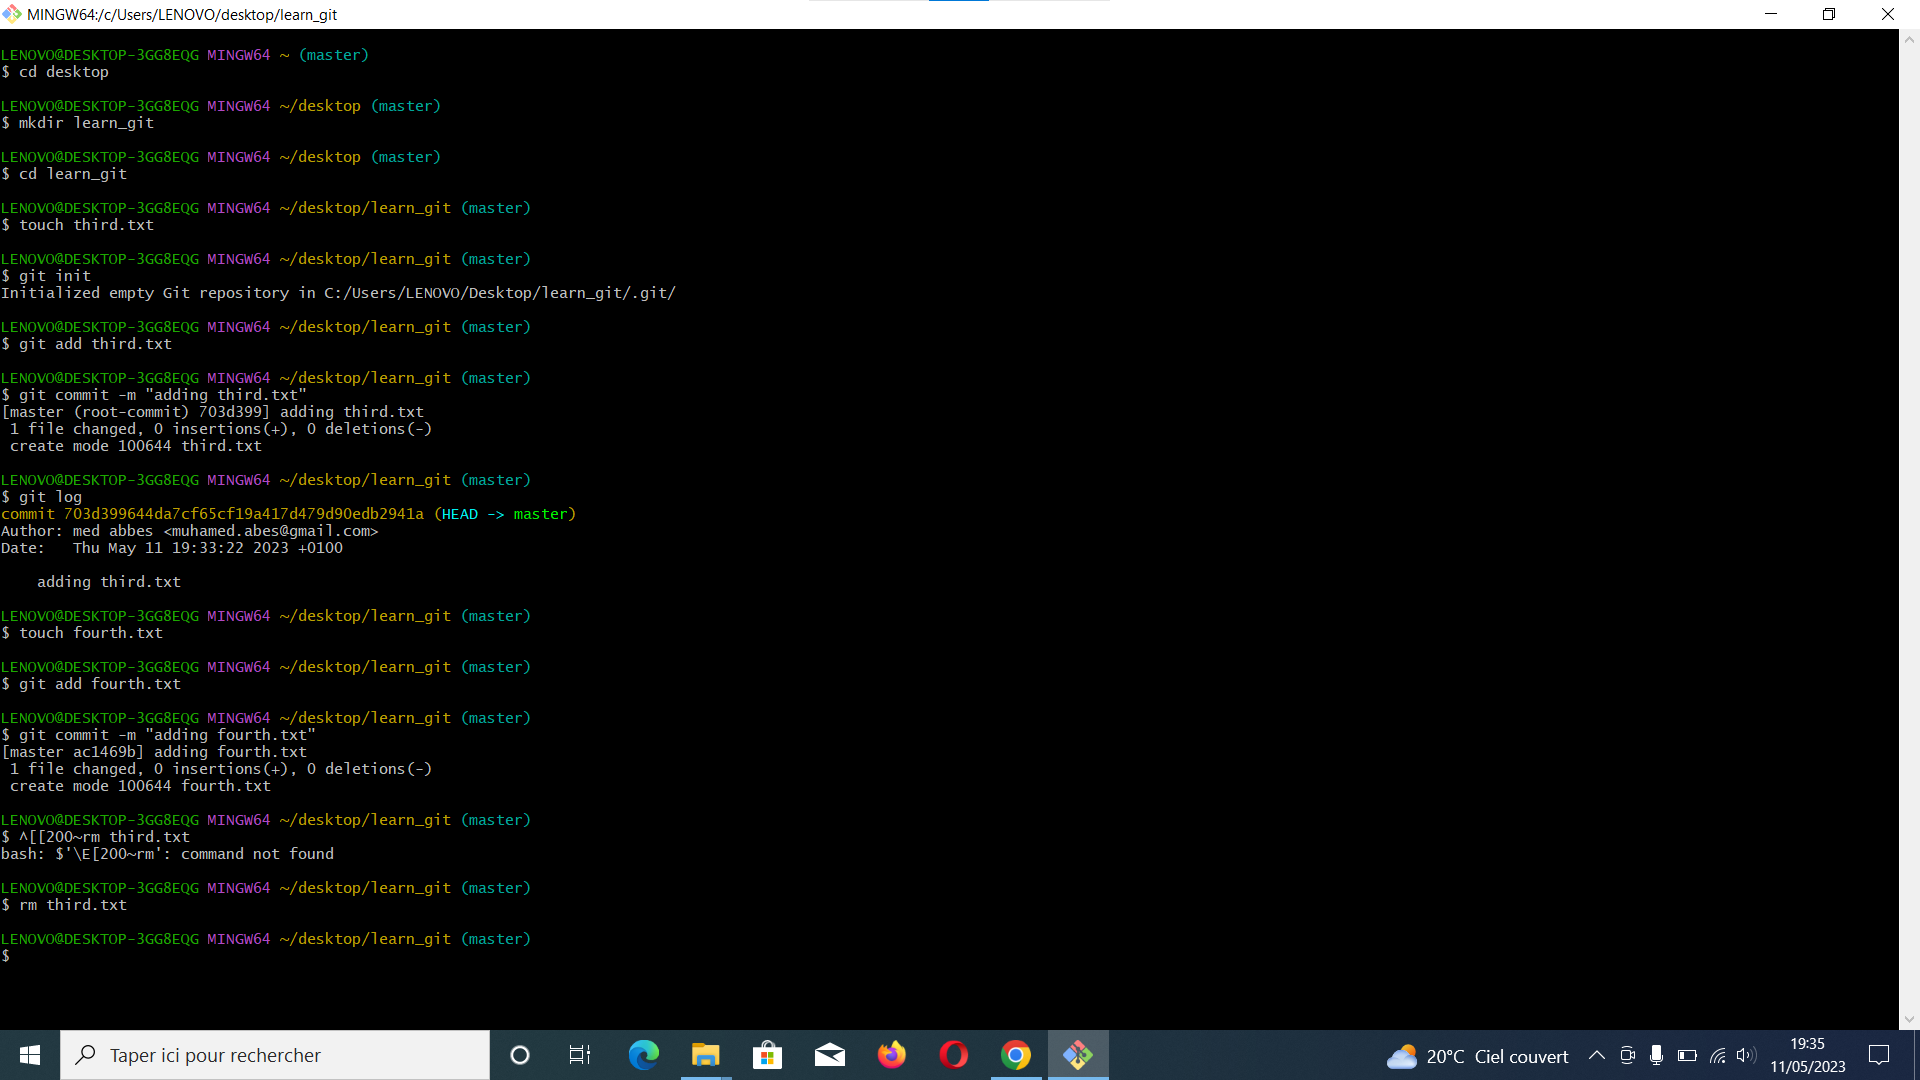 MINGW64:/c/Users/LENOVO/desktop/learn_git
LENOVO@DESKTOP-3GG8EQG MINGW64 ~ (master)
$ cd desktop
LENOVO@DESKTOP-3GG8EQG MINGW64 ~/desktop (master)
$ mkdir learn_git
LENOVO@DESKTOP-3GG8EQG MINGW64 ~/desktop (master)
$ cd learn_git
LENOVO@DESKTOP-3GG8EQG MINGW64 ~/desktop/learn_git (master)
$ touch third.txt
LENOVO@DESKTOP-3GG8EQG MINGW64 ~/desktop/learn_git (master)
$ git init
Initialized empty Git repository in C:/Users/LENOVO/Desktop/learn_git/.git/
LENOVO@DESKTOP-3GG8EQG MINGW64 ~/desktop/learn_git (master)
$ git add third.txt
LENOVO@DESKTOP-3GG8EQG MINGW64 ~/desktop/learn_git (master)
$ git commit -m "adding third.txt"
[master (root-commit) 703d399] adding third.txt
 1 file changed, 0 insertions(+), 0 deletions(-)
 create mode 100644 third.txt
LENOVO@DESKTOP-3GG8EQG MINGW64 ~/desktop/learn_git (master)
$ git log
commit 703d399644da7cf65cf19a417d479d90edb2941a (HEAD -> master)
Author: med abbes <muhamed.abes@gmail.com>
Date:   Thu May 11 19:33:22 2023 +0100
    adding third.txt
LENOVO@DESKTOP-3GG8EQG MINGW64 ~/desktop/learn_git (master)
$ touch fourth.txt
LENOVO@DESKTOP-3GG8EQG MINGW64 ~/desktop/learn_git (master)
$ git add fourth.txt
LENOVO@DESKTOP-3GG8EQG MINGW64 ~/desktop/learn_git (master)
$ git commit -m "adding fourth.txt"
[master ac1469b] adding fourth.txt
 1 file changed, 0 insertions(+), 0 deletions(-)
 create mode 100644 fourth.txt
LENOVO@DESKTOP-3GG8EQG MINGW64 ~/desktop/learn_git (master)
$ ^[[200~rm third.txt
bash: $'\E[200~rm': command not found
LENOVO@DESKTOP-3GG8EQG MINGW64 ~/desktop/learn_git (master)
$ rm third.txt
LENOVO@DESKTOP-3GG8EQG MINGW64 ~/desktop/learn_git (master)
$
Taper ici pour rechercher
20°C Ciel couvert
19:35
11/05/2023